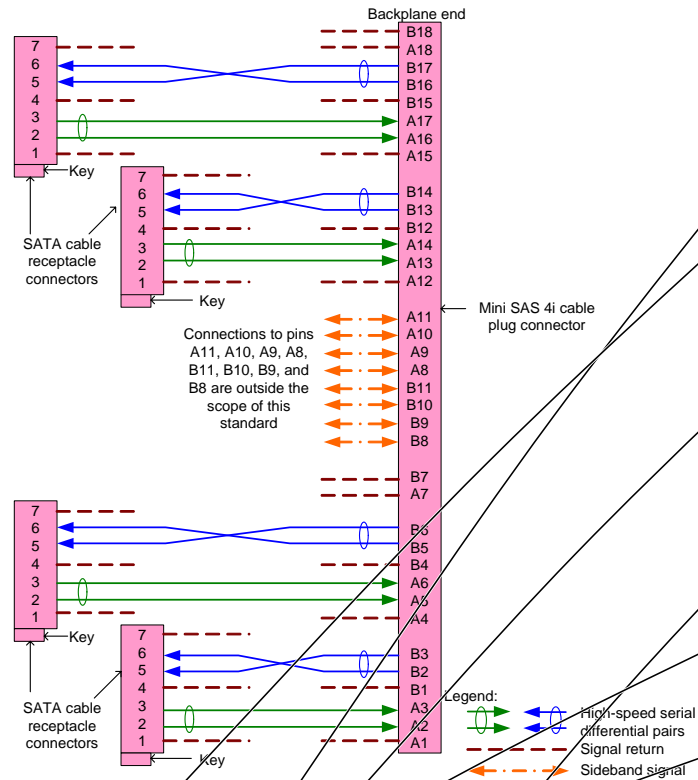 Backplane end
7
6
5
4
3
2
1
Key
SATA cable
receptacle
connectors
7
6
5
4
3
2
1
Key
B18
A18
B17
B16
B15
A17
A16
A15
B14
B13
B12
A14
A13
A12
A11
A10
A9
A8
B11
B10
B9
B8
B7
A7
B6
B5
B4
A6
A5
A4
B3
B2
B1
A3
A2
A1
Mini SAS 4i cable
plug connector
Connections to pins
A11, A10, A9, A8,
B11, B10, B9, and
B8 are outside the
scope of this
standard
7
6
5
4
3
2
1
Key
SATA cable
receptacle
connectors
7
6
5
4
3
2
1
Key
Legend:
High-speed serial
differential pairs
Signal return
Sideband signal